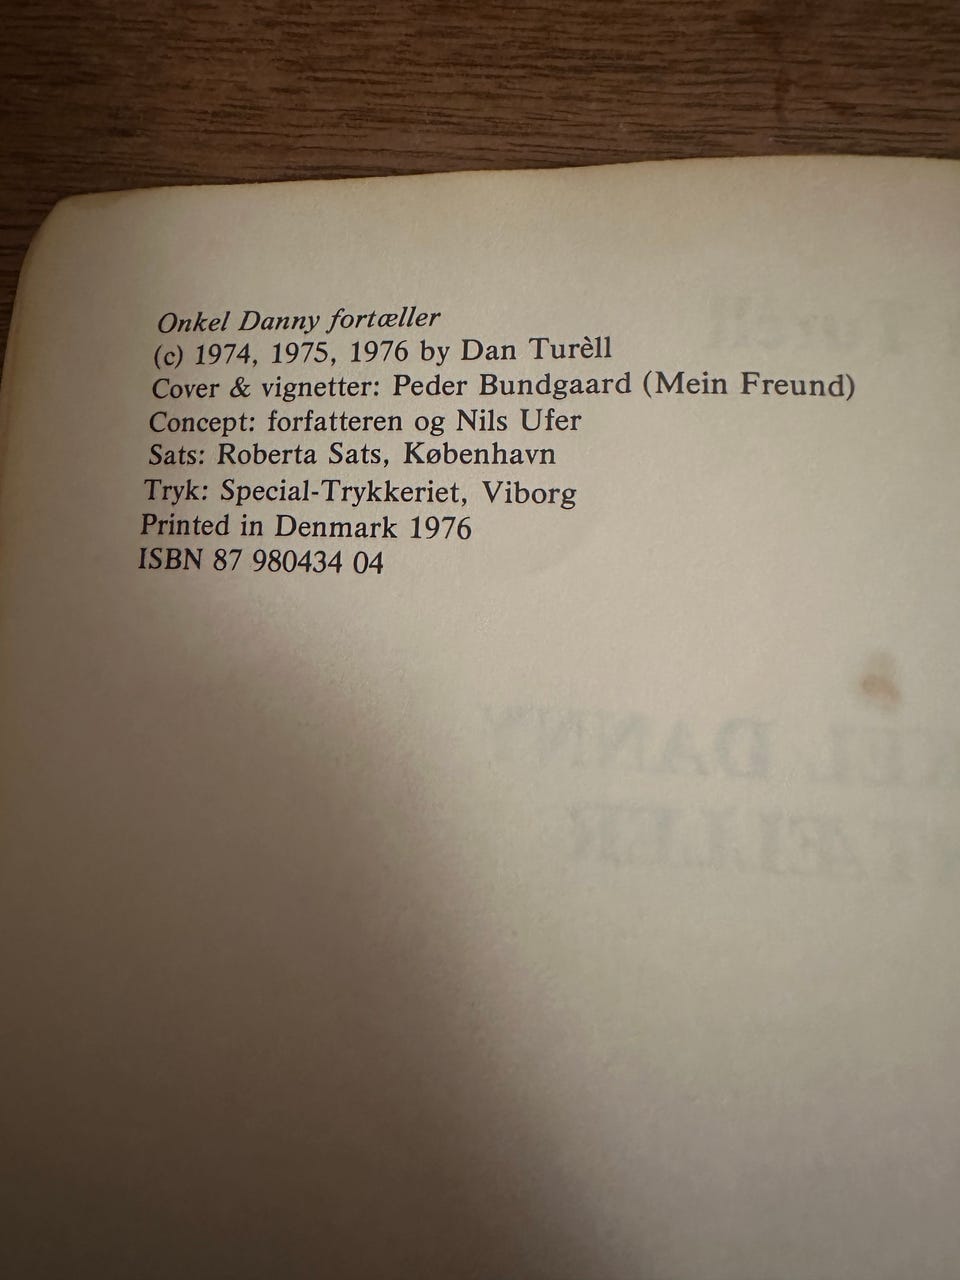 Onkel Danny fortæller
(c) 1974, 1975, 1976 by Dan Turèll
Cover & vignetter: Peder Bundgaard (Mein Freund)
Concept: forfatteren og Nils Ufer
Sats: Roberta Sats, København
Tryk: Special-Trykkeriet, Viborg
Printed in Denmark 1976
ISBN 87 980434 04